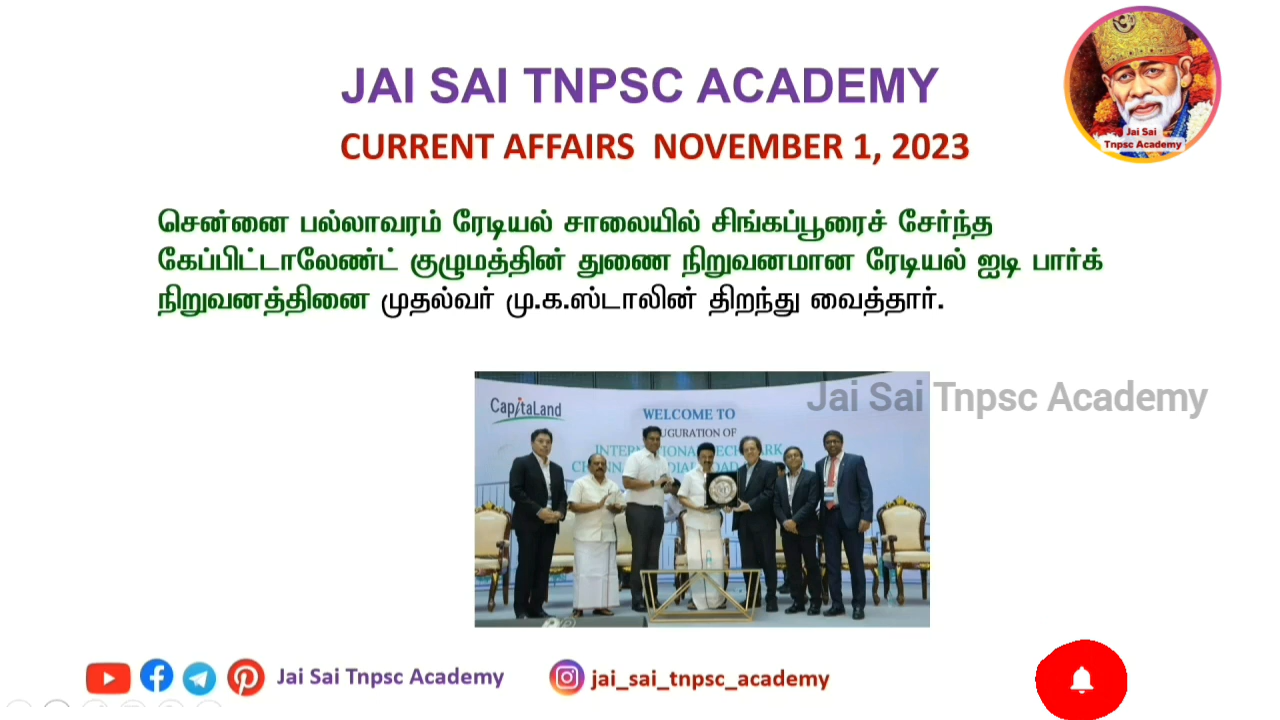 JAI SAI TNPSC ACADEMY
CURRENT AFFAIRS NOVEMBER 1, 2023
Jai Sai
Tnpsc Academy
சென்னை பல்லாவரம் ரேடியல் சாலையில் சிங்கப்பூரைச் சேர்ந்த
கேப்பிட்டாலேண்ட் குழுமத்தின் துணை நிறுவனமான ரேடியல் ஐடி பார்க்
நிறுவனத்தினை முதல்வர் மு.க.ஸ்டாலின் திறந்து வைத்தார்.
Jai Sai Tnpsc Academy
CapitaLand
WELCOME TO
OF
Jai Sai Tnpsc Academy
jai_sai_tnpsc_academy